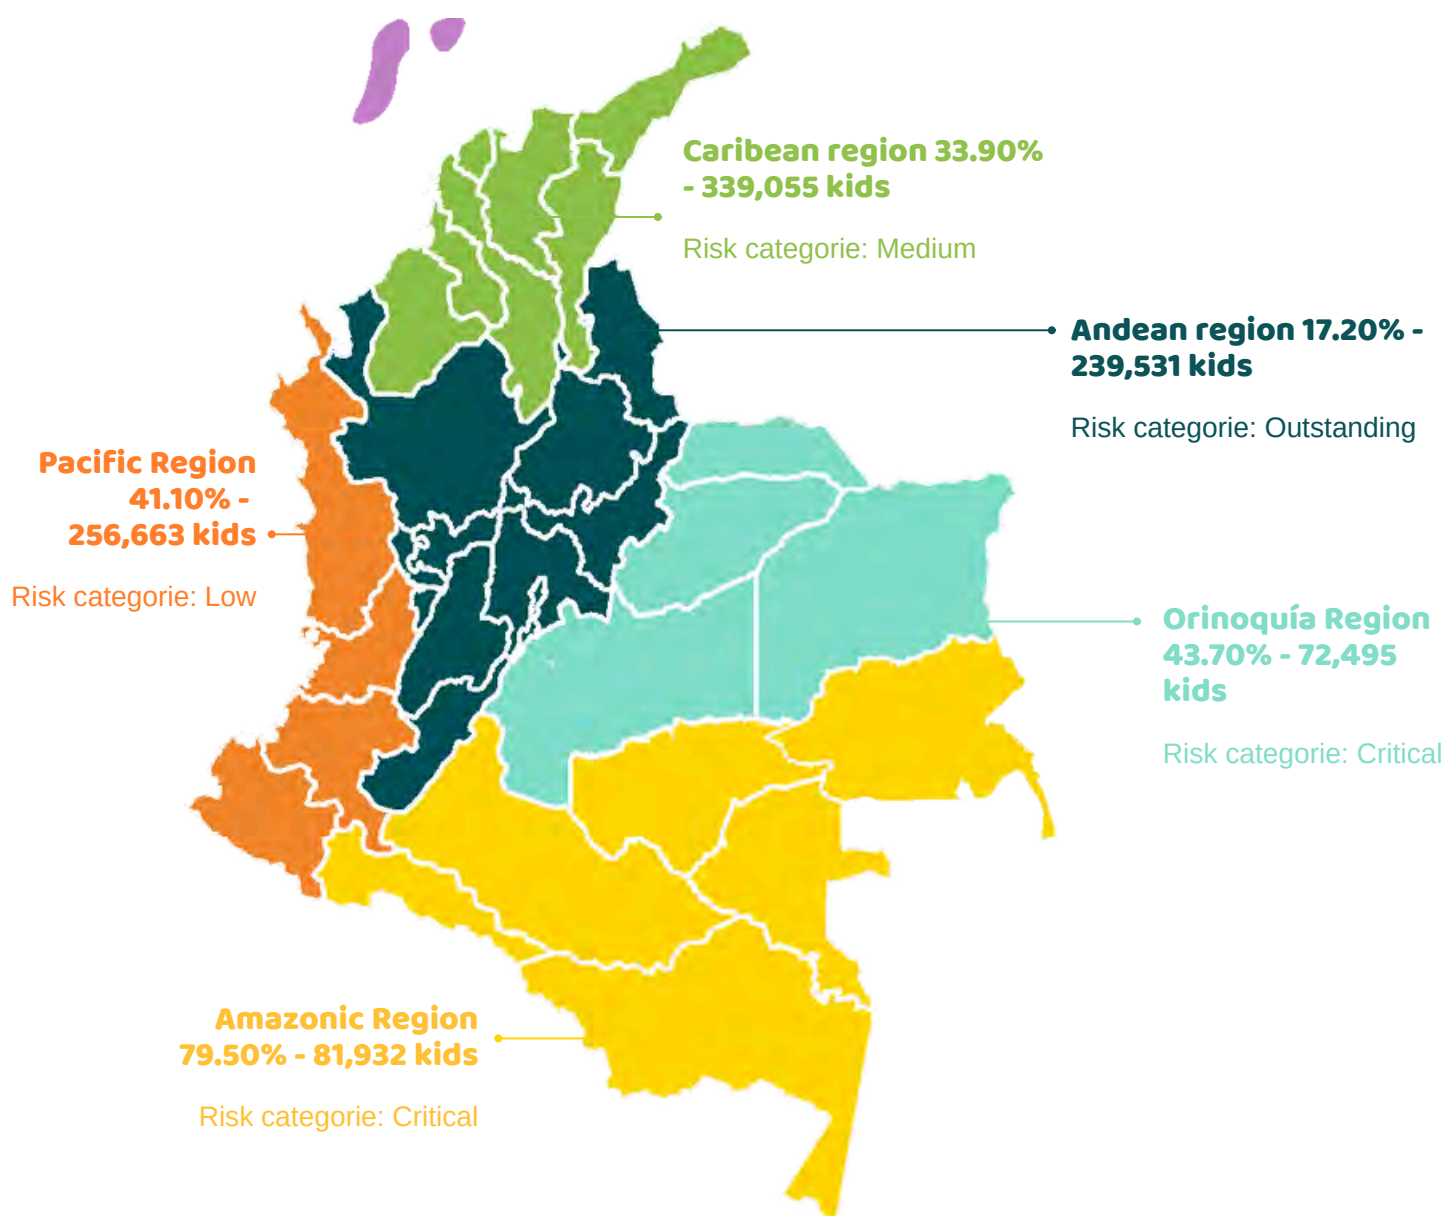 Caribean region 33.90%
- 339,055 kids
Risk categorie: Medium
Andean region 17.20% -
239,531 kids
Risk categorie: Outstanding
Pacific Region
41.10% -
256,663 kids
Risk categorie: Low
Orinoquía Region
43.70% - 72,495
kids
Risk categorie: Critical
Amazonic Region
79.50% - 81,932 kids
Risk categorie: Critical